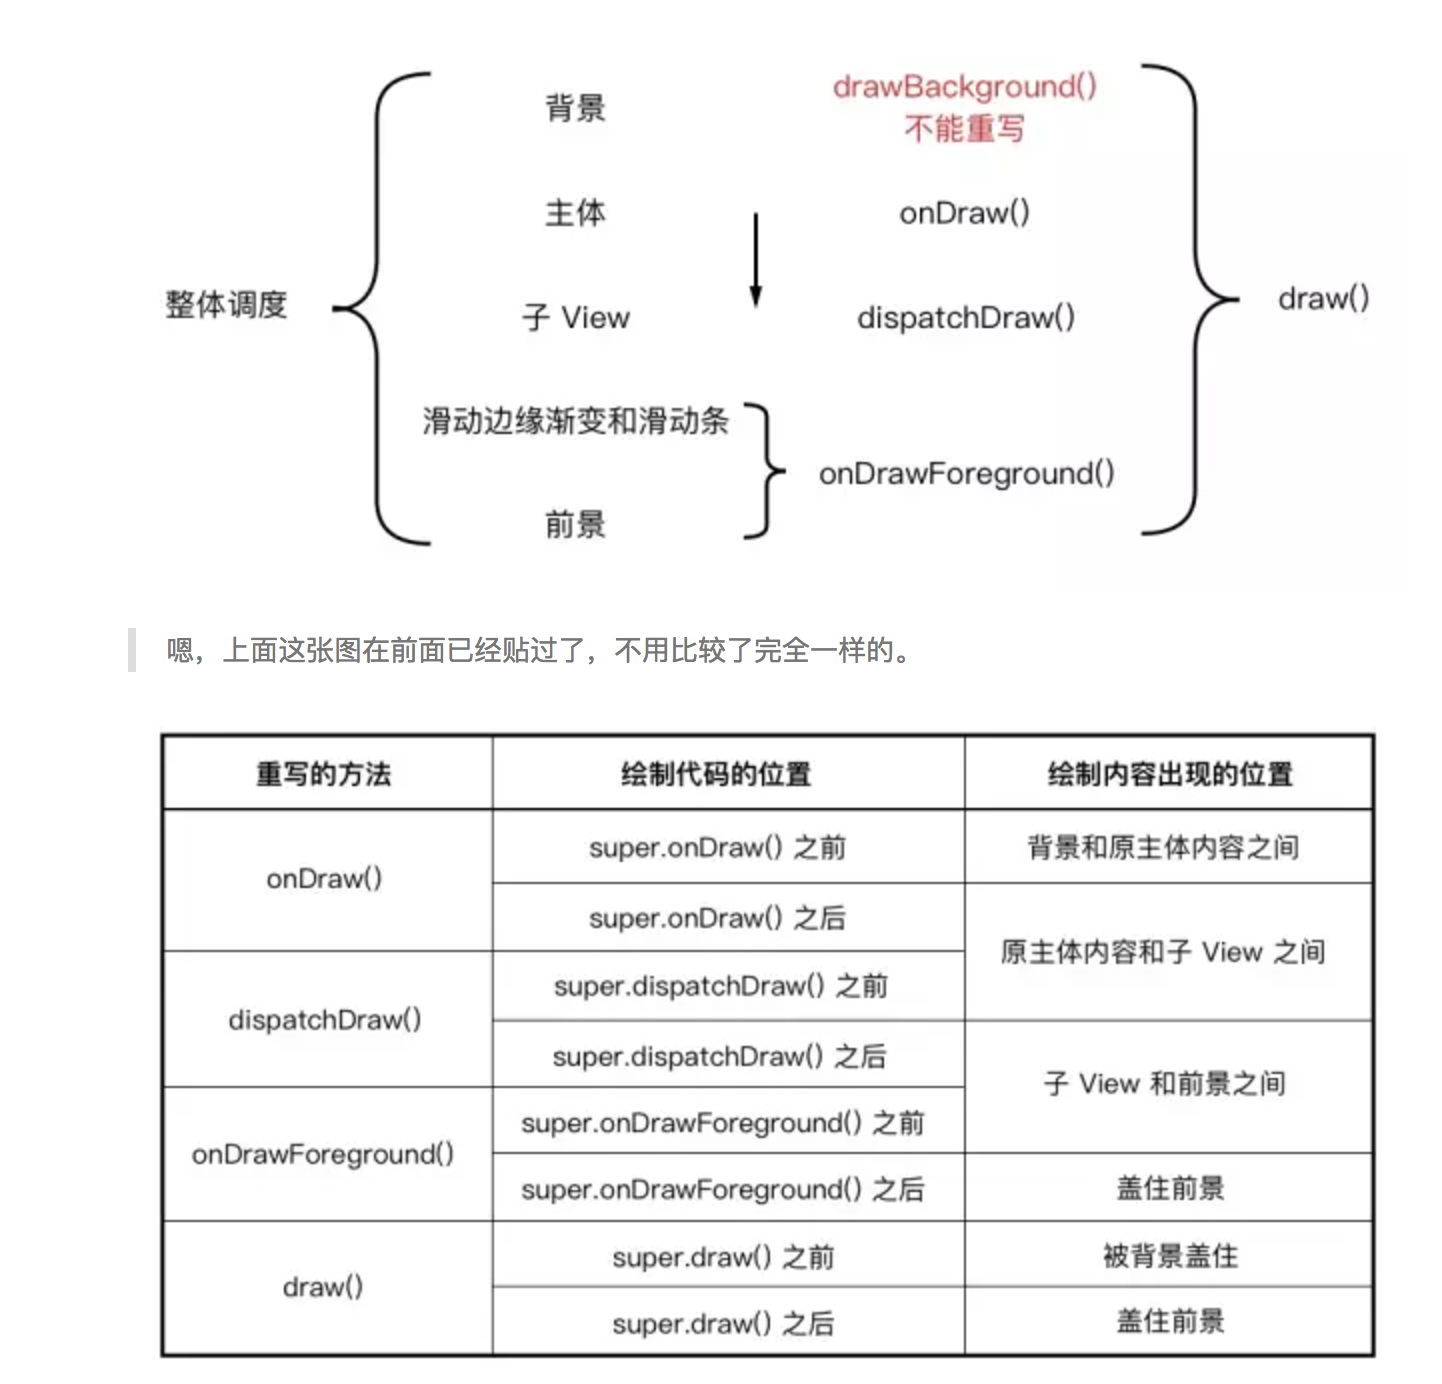 背景
drawBackground()
不能重写
主体
onDraw()
整体调度
子 View
dispatchDraw()
draw()
滑动边缘渐变和滑动条
onDrawForeground()
前景
嗯，上面这张图在前面已经贴过了，不用比较了完全一样的。
重写的方法
绘制代码的位置
绘制内容出现的位置
onDraw()
super.onDraw() 之前
背景和原主体内容之间
super.onDraw() 之后
原主体内容和子 View 之间
dispatchDraw()
super.dispatchDraw() 之前
super.dispatchDraw() 之后
子 View 和前景之间
onDrawForeground()
super.onDrawForeground() 之前
super.onDrawForeground() 之后
盖住前景
draw()
super.draw() 之前
被背景盖住
super.draw() 之后
盖住前景